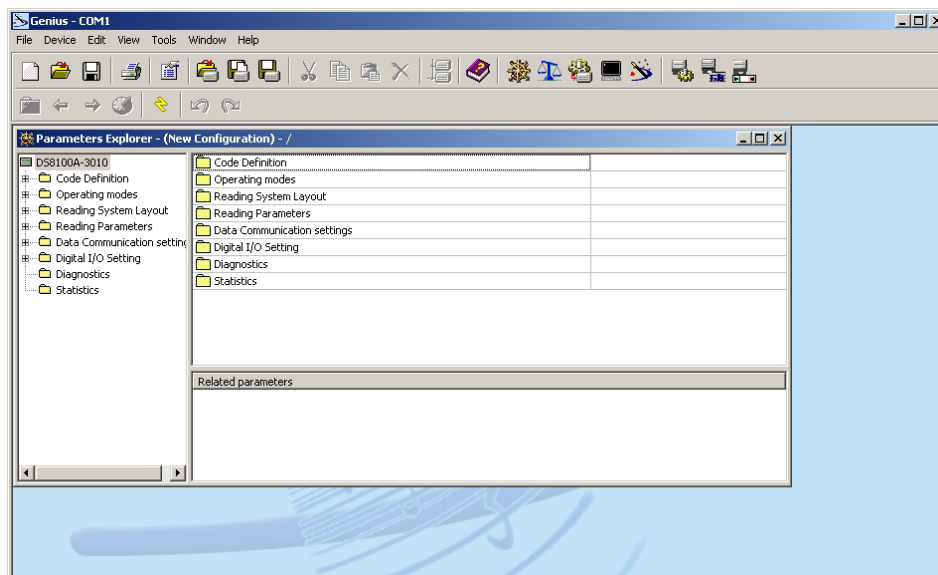 Genius - COM1
File Device Edit View Tools Window Help
Parameters Explorer - (New Configuration) - /
DS8100A-3010
Code Definition
Operating modes
Reading System Layout
Reading Parameters
Data Communication setting
Digital I/O Setting
Diagnostics
Statistics
Code Definition
Operating modes
Reading System Layout
Reading Parameters
Data Communication settings
Digital I/O Setting
Diagnostics
Statistics
Related parameters